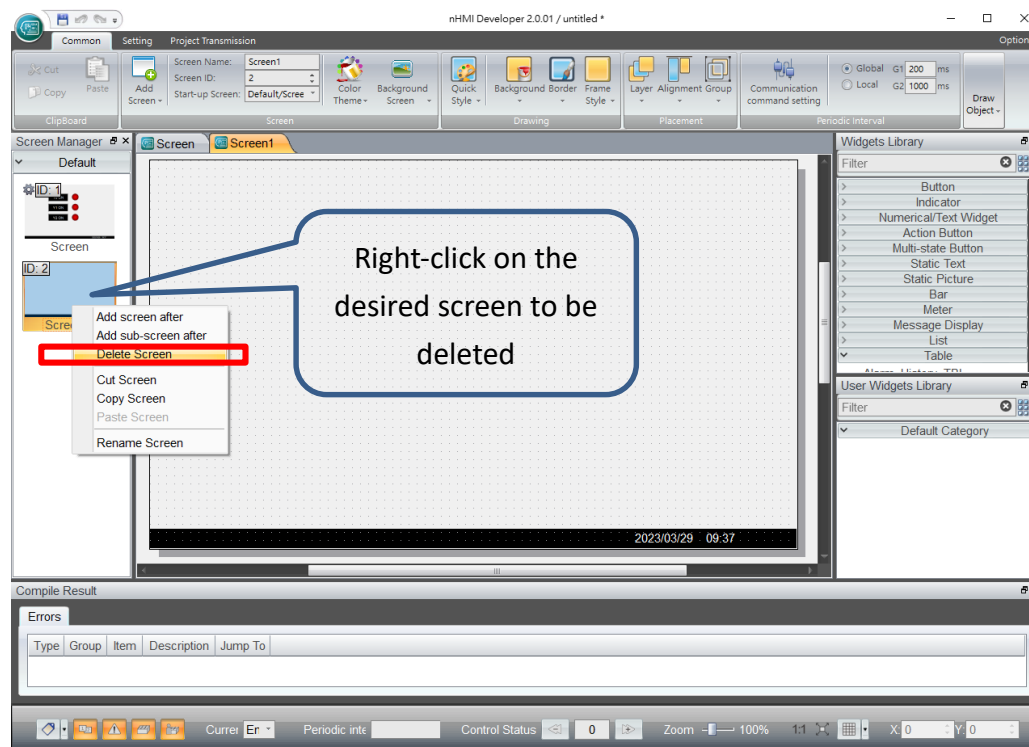 nHMI Developer 2.0.01 / untitled *
Common Setting Project Transmission Option
Cut
Copy
Paste
ClipBoard
Add
Screen
Screen Name: Screen1
Screen ID: 2
Start-up Screen: Default/Scree
Color
Theme
Background
Screen
Screen
Quick
Style
Background Border Frame
Style
Drawing
Layer Alignment Group
Placement
Communication
command setting
Global G1 200 ms
Local G2 1000 ms
Periodic Interval
Draw
Object
Screen Manager
Default
ID: 1
Screen
ID: 2
Add screen after
Add sub-screen after
Delete Screen
Cut Screen
Copy Screen
Paste Screen
Rename Screen
Screen Screen1
Right-click on the
desired screen to be
deleted
2023/03/29 09:37
Widgets Library
Filter
Button
Indicator
Numerical/Text Widget
Action Button
Multi-state Button
Static Text
Static Picture
Bar
Meter
Message Display
List
Table
User Widgets Library
Filter
Default Category
Compile Result
Errors
Type Group Item Description Jump To
Currer En Periodic inte Control Status 0 Zoom 100% 1:1 X: 0 Y: 0